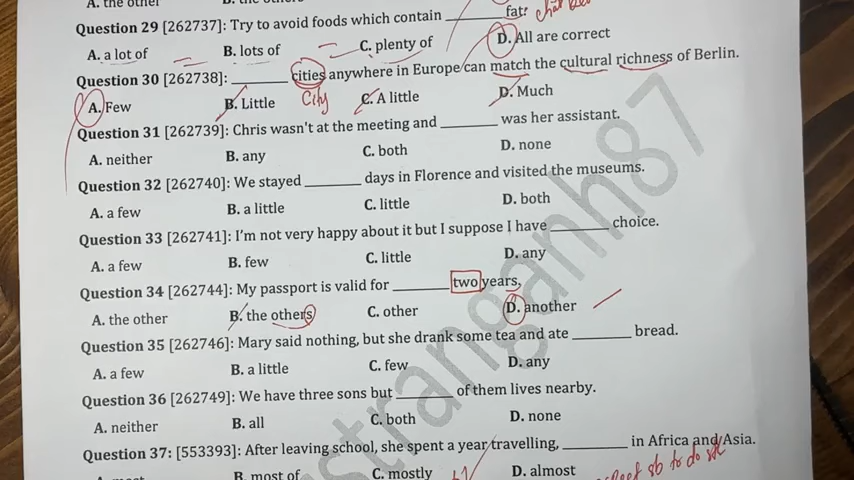 A. the other
Question 29 [262737]: Try to avoid foods which contain ________ fat?
A. a lot of B. lots of C. plenty of D. All are correct
Question 30 [262738]: ________ cities anywhere in Europe can match the cultural richness of Berlin.
A. Few B. Little City C. A little D. Much
Question 31 [262739]: Chris wasn't at the meeting and ________ was her assistant.
A. neither B. any C. both D. none
Question 32 [262740]: We stayed ________ days in Florence and visited the museums.
A. a few B. a little C. little D. both
Question 33 [262741]: I'm not very happy about it but I suppose I have ________ choice.
A. a few B. few C. little D. any
Question 34 [262744]: My passport is valid for ________ two years,
A. the other B. the others C. other D. another
Question 35 [262746]: Mary said nothing, but she drank some tea and ate ________ bread.
A. a few B. a little C. few D. any
Question 36 [262749]: We have three sons but ________ of them lives nearby.
A. neither B. all C. both D. none
Question 37: [553393]: After leaving school, she spent a year travelling, ________ in Africa and Asia.
A. most B. most of C. mostly D. almost
sb to do sth